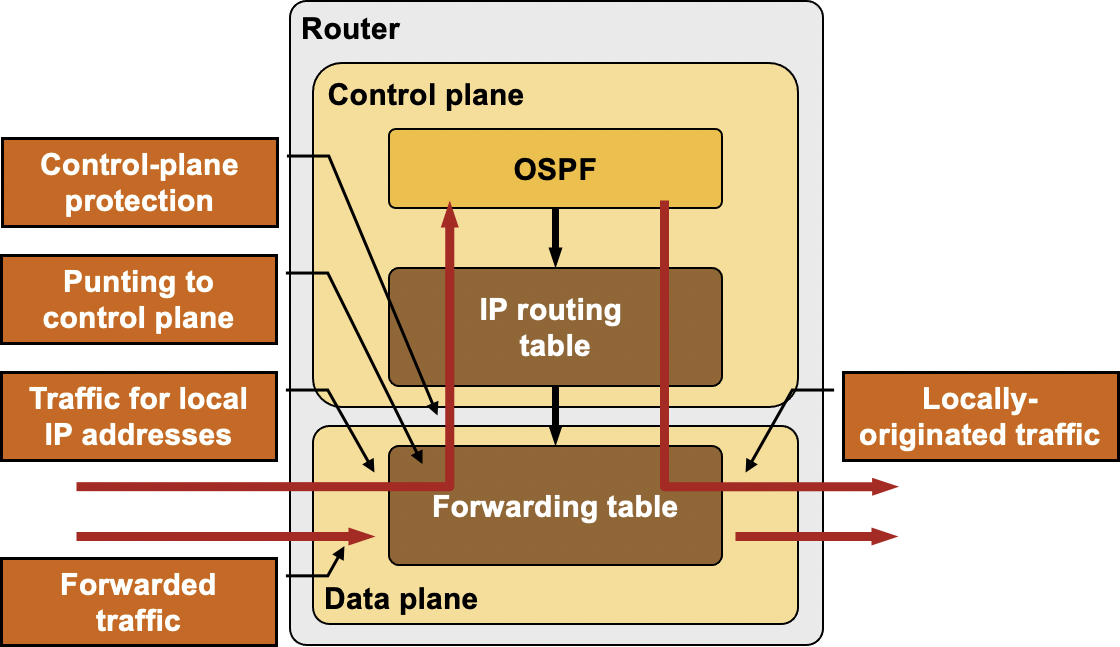 Router
Control plane
OSPF
IP routing
table
Forwarding table
Data plane
Control-plane
protection
Punting to
control plane
Traffic for local
IP addresses
Forwarded
traffic
Locally-
originated traffic